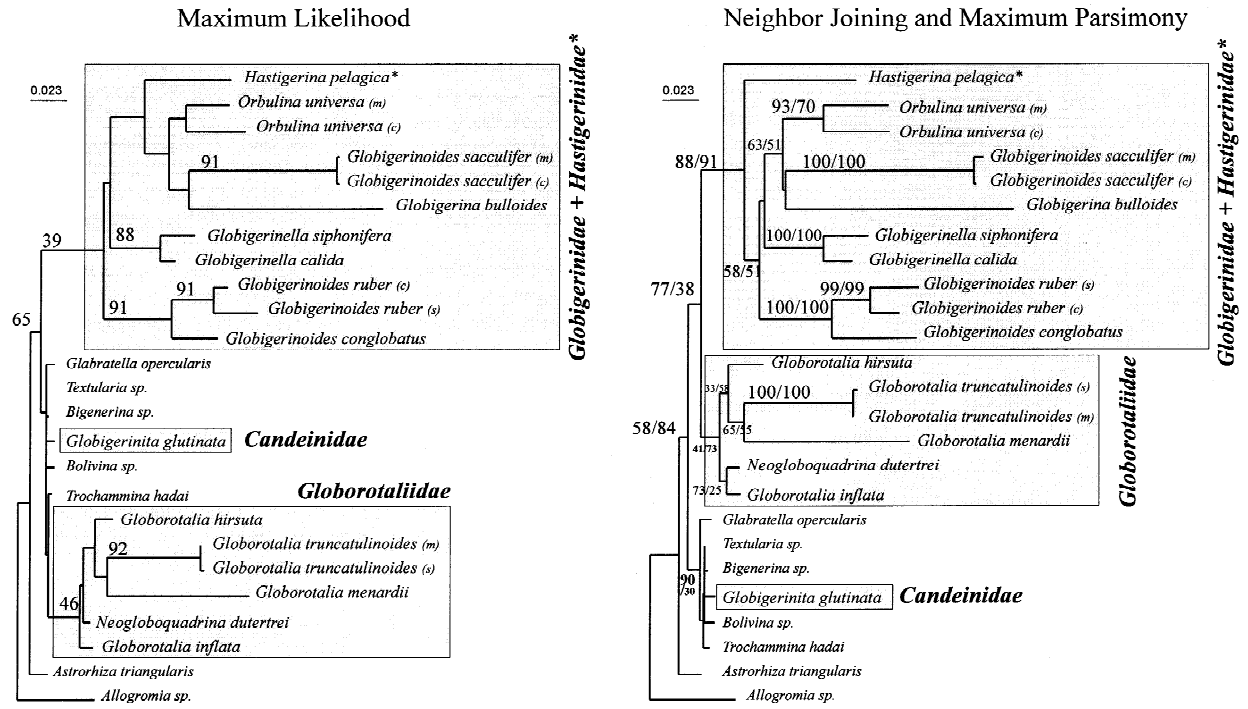 Maximum Likelihood
0.023
Hastigerina pelagica*
Orbulina universa (m)
Orbulina universa (c)
91
Globigerinoides sacculifer (m)
Globigerinoides sacculifer (c)
Globigerina bulloides
88
Globigerinella siphonifera
Globigerinella calida
39
91
Globigerinoides ruber (c)
Globigerinoides ruber (s)
91
Globigerinoides conglobatus
Globigerinidae + Hastigerinidae*
65
Glabratella opercularis
Textularia sp.
Bigenerina sp.
Globigerinita glutinata
Candeinidae
Bolivina sp.
Trochammina hadai
Globorotaliidae
Globorotalia hirsuta
92
Globorotalia truncatulinoides (m)
Globorotalia truncatulinoides (s)
Globorotalia menardii
46
Neogloboquadrina dutertrei
Globorotalia inflata
Astrorhiza triangularis
Allogromia sp.
Neighbor Joining and Maximum Parsimony
0.023
Hastigerina pelagica*
93/70
Orbulina universa (m)
Orbulina universa (c)
63/51
88/91
100/100
Globigerinoides sacculifer (m)
Globigerinoides sacculifer (c)
Globigerina bulloides
100/100
Globigerinella siphonifera
Globigerinella calida
58/51
99/99
Globigerinoides ruber (s)
Globigerinoides ruber (c)
100/100
Globigerinoides conglobatus
Globigerinidae + Hastigerinidae*
77/38
Globorotalia hirsuta
33/58
100/100
Globorotalia truncatulinoides (s)
Globorotalia truncatulinoides (m)
65/55
Globorotalia menardii
58/84
41/73
Neogloboquadrina dutertrei
73/25
Globorotalia inflata
Globorotaliidae
Glabratella opercularis
Textularia sp.
Bigenerina sp.
90
/30
Globigerinita glutinata
Candeinidae
Bolivina sp.
Trochammina hadai
Astrorhiza triangularis
Allogromia sp.